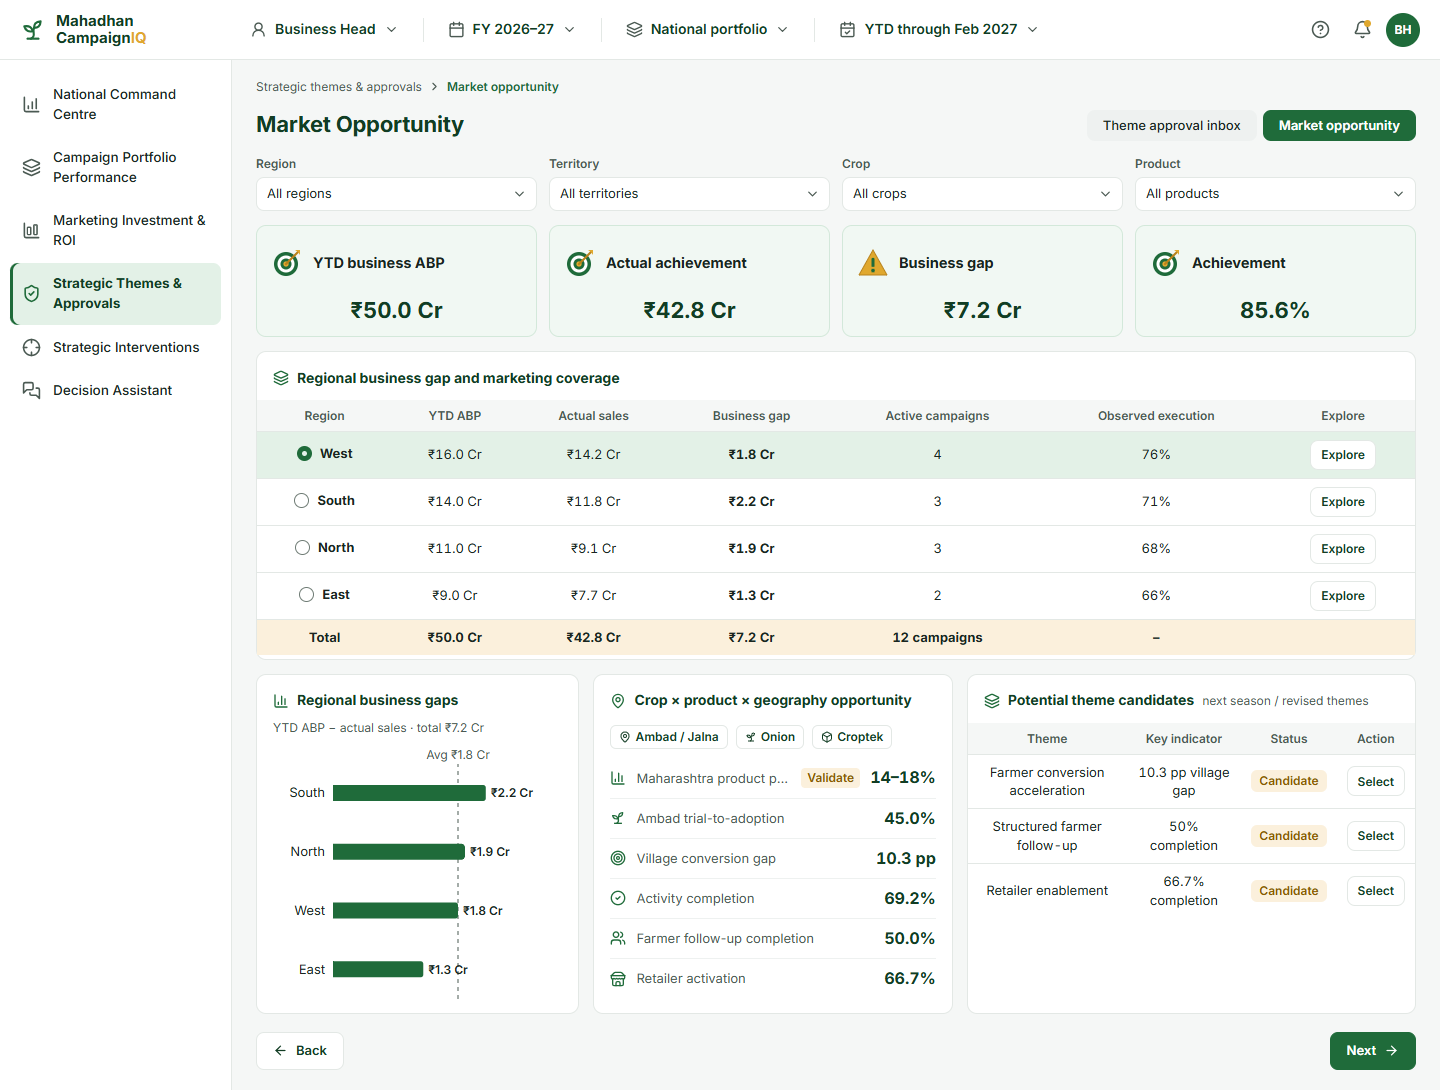 Mahadhan
CampaignIQ
Business Head
FY 2026–27
National portfolio
YTD through Feb 2027
BH
National Command
Centre
Campaign Portfolio
Performance
Marketing Investment &
ROI
Strategic Themes &
Approvals
Strategic Interventions
Decision Assistant
Strategic themes & approvals > Market opportunity
Market Opportunity
Theme approval inbox
Market opportunity
Region
Territory
Crop
Product
All regions
All territories
All crops
All products
YTD business ABP
₹50.0 Cr
Actual achievement
₹42.8 Cr
Business gap
₹7.2 Cr
Achievement
85.6%
Regional business gap and marketing coverage
Region YTD ABP Actual sales Business gap Active campaigns Observed execution Explore
West ₹16.0 Cr ₹14.2 Cr ₹1.8 Cr 4 76% Explore
South ₹14.0 Cr ₹11.8 Cr ₹2.2 Cr 3 71% Explore
North ₹11.0 Cr ₹9.1 Cr ₹1.9 Cr 3 68% Explore
East ₹9.0 Cr ₹7.7 Cr ₹1.3 Cr 2 66% Explore
Total ₹50.0 Cr ₹42.8 Cr ₹7.2 Cr 12 campaigns –
Regional business gaps
YTD ABP – actual sales · total ₹7.2 Cr
Avg ₹1.8 Cr
South ₹2.2 Cr
North ₹1.9 Cr
West ₹1.8 Cr
East ₹1.3 Cr
Crop × product × geography opportunity
Ambad / Jalna
Onion
Croptek
Maharashtra product p... Validate 14–18%
Ambad trial-to-adoption 45.0%
Village conversion gap 10.3 pp
Activity completion 69.2%
Farmer follow-up completion 50.0%
Retailer activation 66.7%
Potential theme candidates next season / revised themes
Theme Key indicator Status Action
Farmer conversion
acceleration
10.3 pp village
gap
Candidate
Select
Structured farmer
follow-up
50%
completion
Candidate
Select
Retailer enablement
66.7%
completion
Candidate
Select
← Back
Next →